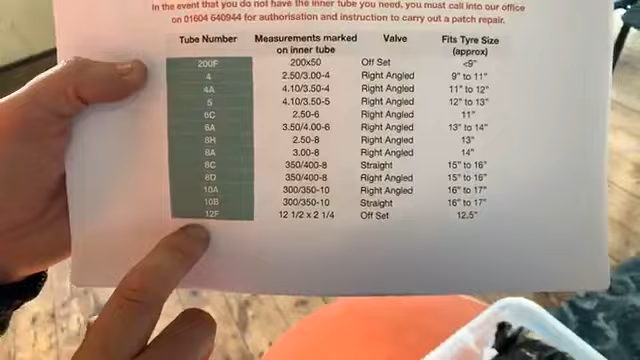 In the event that you do not have the inner tube you need, you must call into our office
on 01604 640944 for authorisation and instruction to carry out a patch repair.
Tube Number Measurements marked on inner tube Valve Fits Tyre Size (approx)
200F 200x50 Off Set <9"
4 2.50/3.00-4 Right Angled 9" to 11"
4A 4.10/3.50-4 Right Angled 11" to 12"
5 4.10/3.50-5 Right Angled 12" to 13"
6C 2.50-6 Right Angled 11"
6A 3.50/4.00-6 Right Angled 13" to 14"
8H 2.50-8 Right Angled 13"
8A 3.00-8 Right Angled 14"
8C 350/400-8 Straight 15" to 16"
8D 350/400-8 Right Angled 15" to 16"
10A 300/350-10 Right Angled 16" to 17"
10B 300/350-10 Straight 16" to 17"
12F 12 1/2 x 2 1/4 Off Set 12.5"